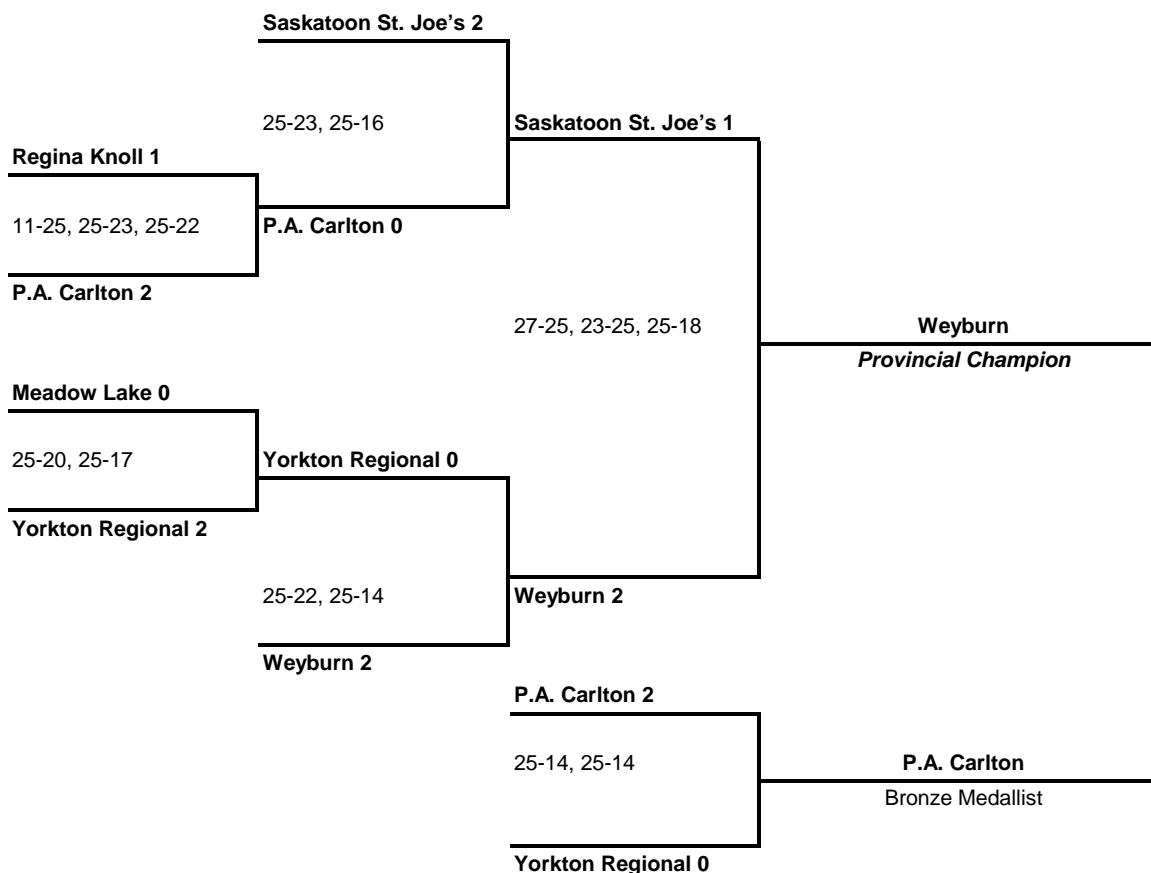 Saskatoon St. Joe's 2
25-23, 25-16
Saskatoon St. Joe's 1
Regina Knoll 1
11-25, 25-23, 25-22
P.A. Carlton 0
P.A. Carlton 2
27-25, 23-25, 25-18
Weyburn
Provincial Champion
Meadow Lake 0
25-20, 25-17
Yorkton Regional 0
Yorkton Regional 2
25-22, 25-14
Weyburn 2
Weyburn 2
P.A. Carlton 2
25-14, 25-14
P.A. Carlton
Bronze Medallist
Yorkton Regional 0